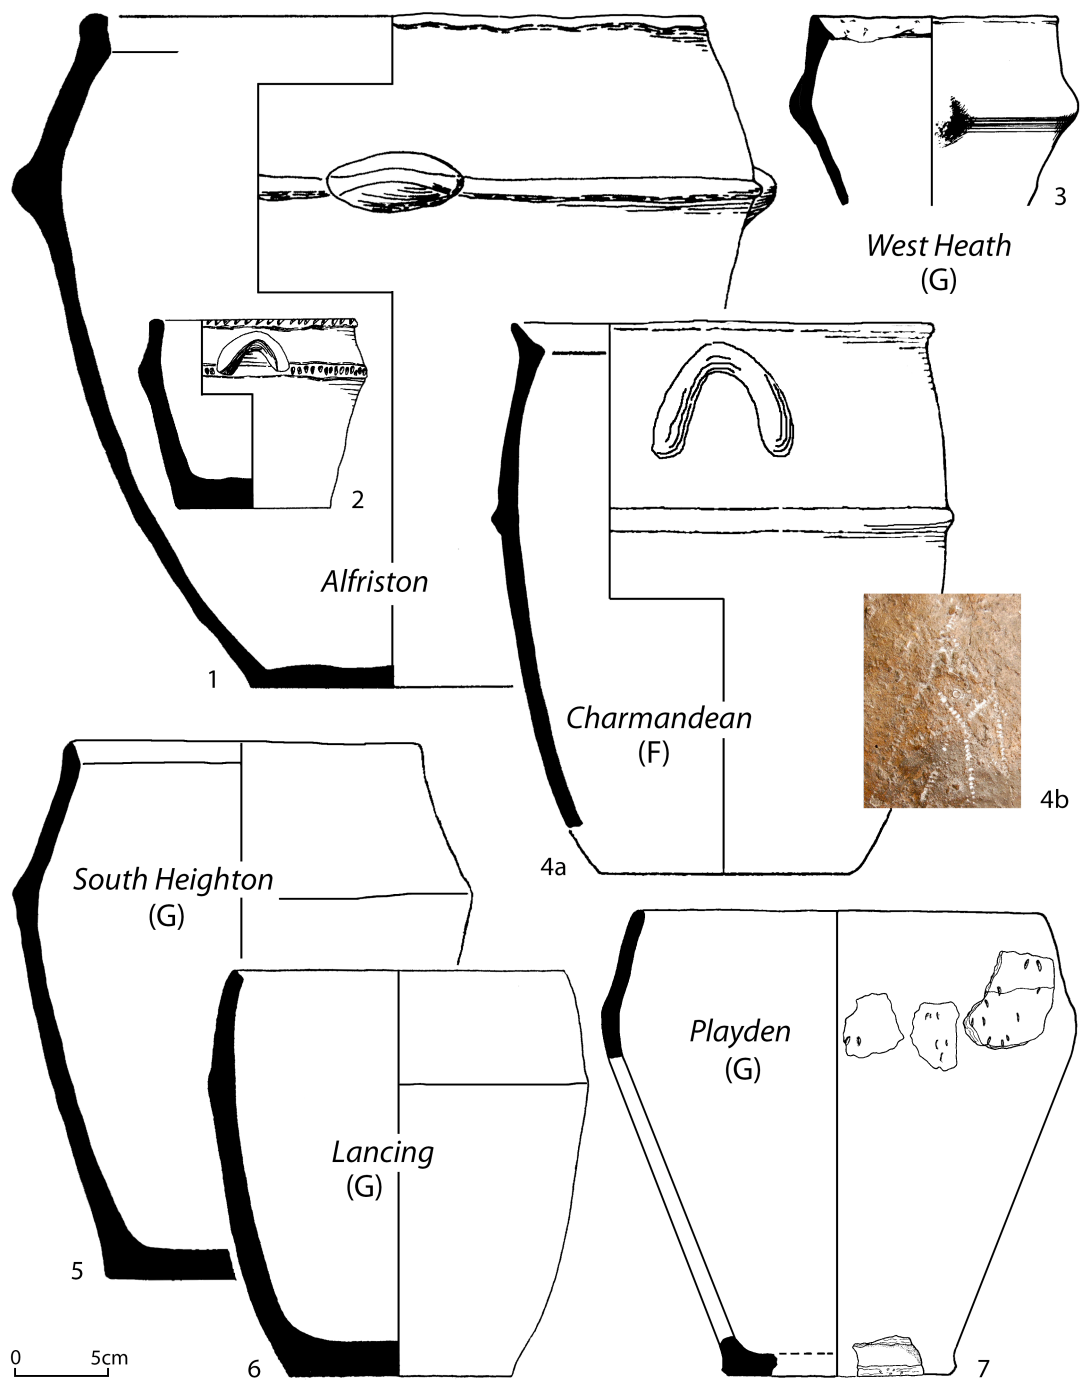 3
West Heath
(G)
2
Alfriston
1
Charmandean
(F)
4b
4a
South Heighton
(G)
Playden
(G)
Lancing
(G)
5
0 5cm
6
7